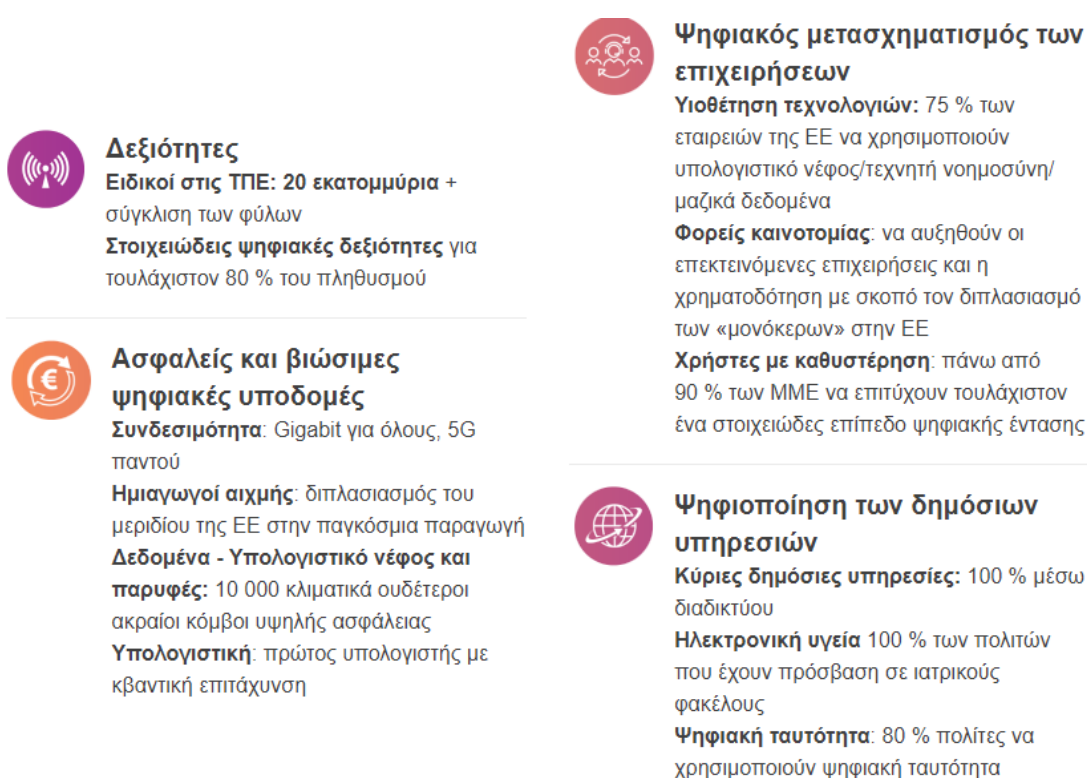 Δεξιότητες
Ειδικοί στις ΤΠΕ: 20 εκατομμύρια +
σύγκλιση των φύλων
Στοιχειώδεις ψηφιακές δεξιότητες για
τουλάχιστον 80 % του πληθυσμού
Ασφαλείς και βιώσιμες
ψηφιακές υποδομές
Συνδεσιμότητα: Gigabit για όλους, 5G
παντού
Ημιαγωγοί αιχμής: διπλασιασμός του
μεριδίου της ΕΕ στην παγκόσμια παραγωγή
Δεδομένα - Υπολογιστικό νέφος και
παρυφές: 10 000 κλιματικά ουδέτεροι
ακραίοι κόμβοι υψηλής ασφάλειας
Υπολογιστική: πρώτος υπολογιστής με
κβαντική επιτάχυνση
Ψηφιακός μετασχηματισμός των
επιχειρήσεων
Υιοθέτηση τεχνολογιών: 75 % των
εταιρειών της ΕΕ να χρησιμοποιούν
υπολογιστικό νέφος/τεχνητή νοημοσύνη/
μαζικά δεδομένα
Φορείς καινοτομίας: να αυξηθούν οι
επεκτεινόμενες επιχειρήσεις και η
χρηματοδότηση με σκοπό τον διπλασιασμό
των «μονόκερων» στην ΕΕ
Χρήστες με καθυστέρηση: πάνω από
90 % των ΜΜΕ να επιτύχουν τουλάχιστον
ένα στοιχειώδες επίπεδο ψηφιακής έντασης
Ψηφιοποίηση των δημόσιων
υπηρεσιών
Κύριες δημόσιες υπηρεσίες: 100 % μέσω
διαδικτύου
Ηλεκτρονική υγεία 100 % των πολιτών
που έχουν πρόσβαση σε ιατρικούς
φακέλους
Ψηφιακή ταυτότητα: 80 % πολίτες να
χρησιμοποιούν ψηφιακή ταυτότητα